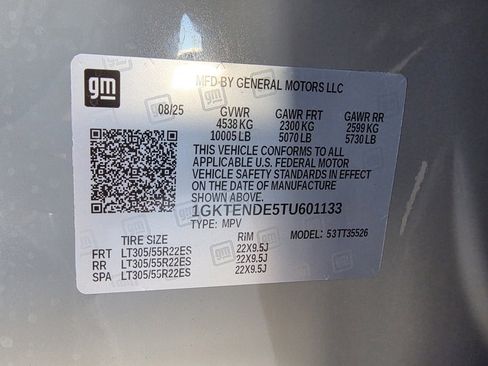 gm
MFD BY GENERAL MOTORS LLC
08/25 GVWR GAWR FRT GAWR RR
4538 KG 2300 KG 2599 KG
10005 LB 5070 LB 5730 LB
THIS VEHICLE CONFORMS TO ALL
APPLICABLE U.S. FEDERAL MOTOR
VEHICLE SAFETY STANDARDS IN EFFECT
ON THE DATE OF MANUFACTURE
SHOWN ABOVE.
1GKTENDE5TU601133
TYPE: MPV MODEL: 53TT35526
TIRE SIZE RIM
FRT LT305/55R22ES 22X9.5J
RR LT305/55R22ES 22X9.5J
SPA LT305/55R22ES 22X9.5J